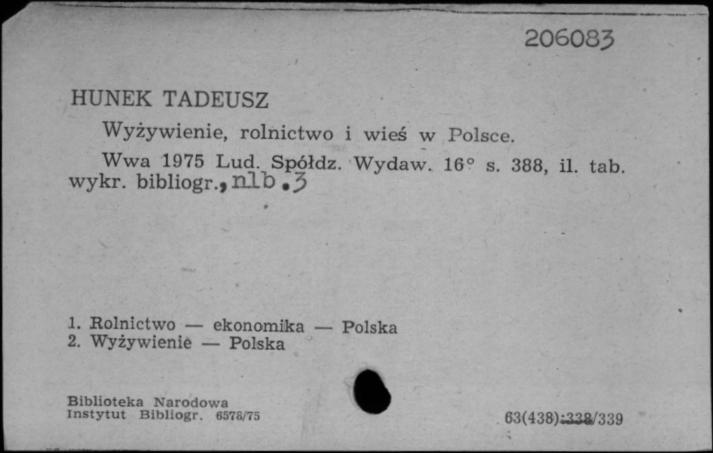 206083
HUNEK TADEUSZ
Wyżywienie, rolnictwo i wieś w Polsce.
Wwa 1975 Lud. Spółdz. Wydaw. 16° s. 388, il. tab.
wykr. bibliogr., nlb.3
1. Rolnictwo — ekonomika — Polska
2. Wyżywienie — Polska
Biblioteka Narodowa
Instytut Bibliogr. 6578/75
63(438):338/339